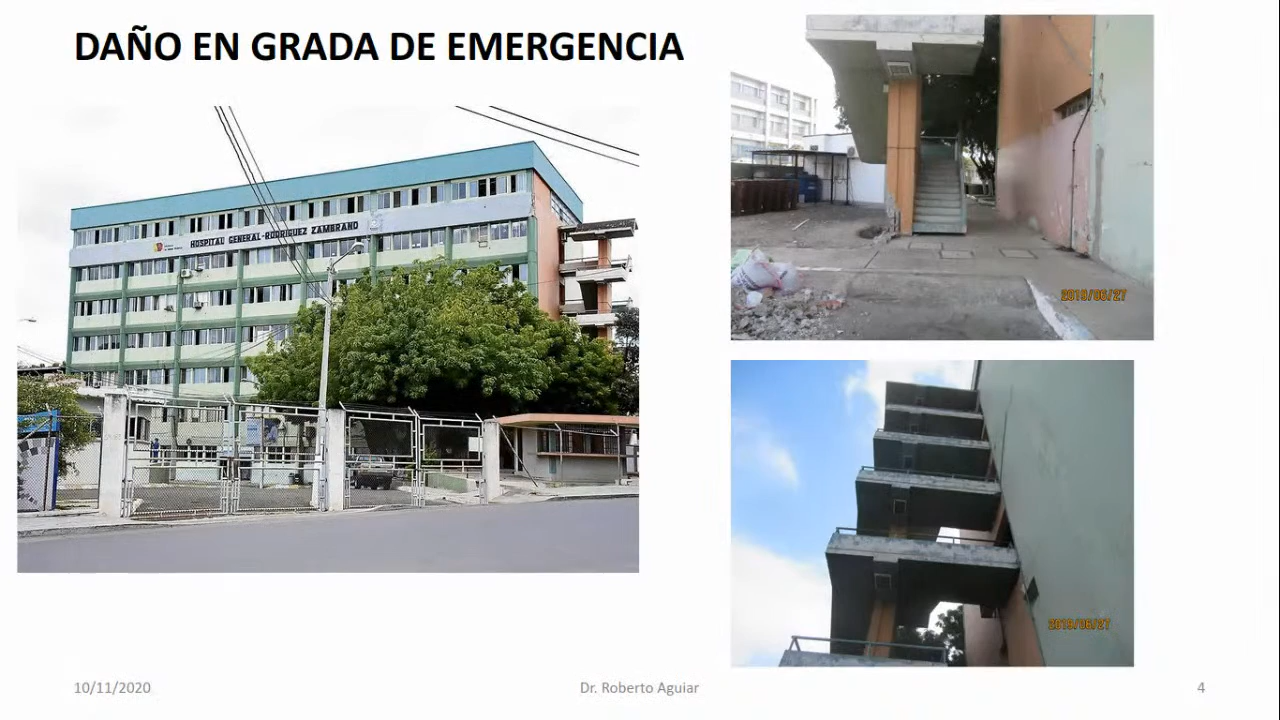 DAÑO EN GRADA DE EMERGENCIA
HOSPITAL GENERAL-RODRIGUEZ ZAMBRANO
2019/06/27
2019/06/27
10/11/2020
Dr. Roberto Aguiar
4